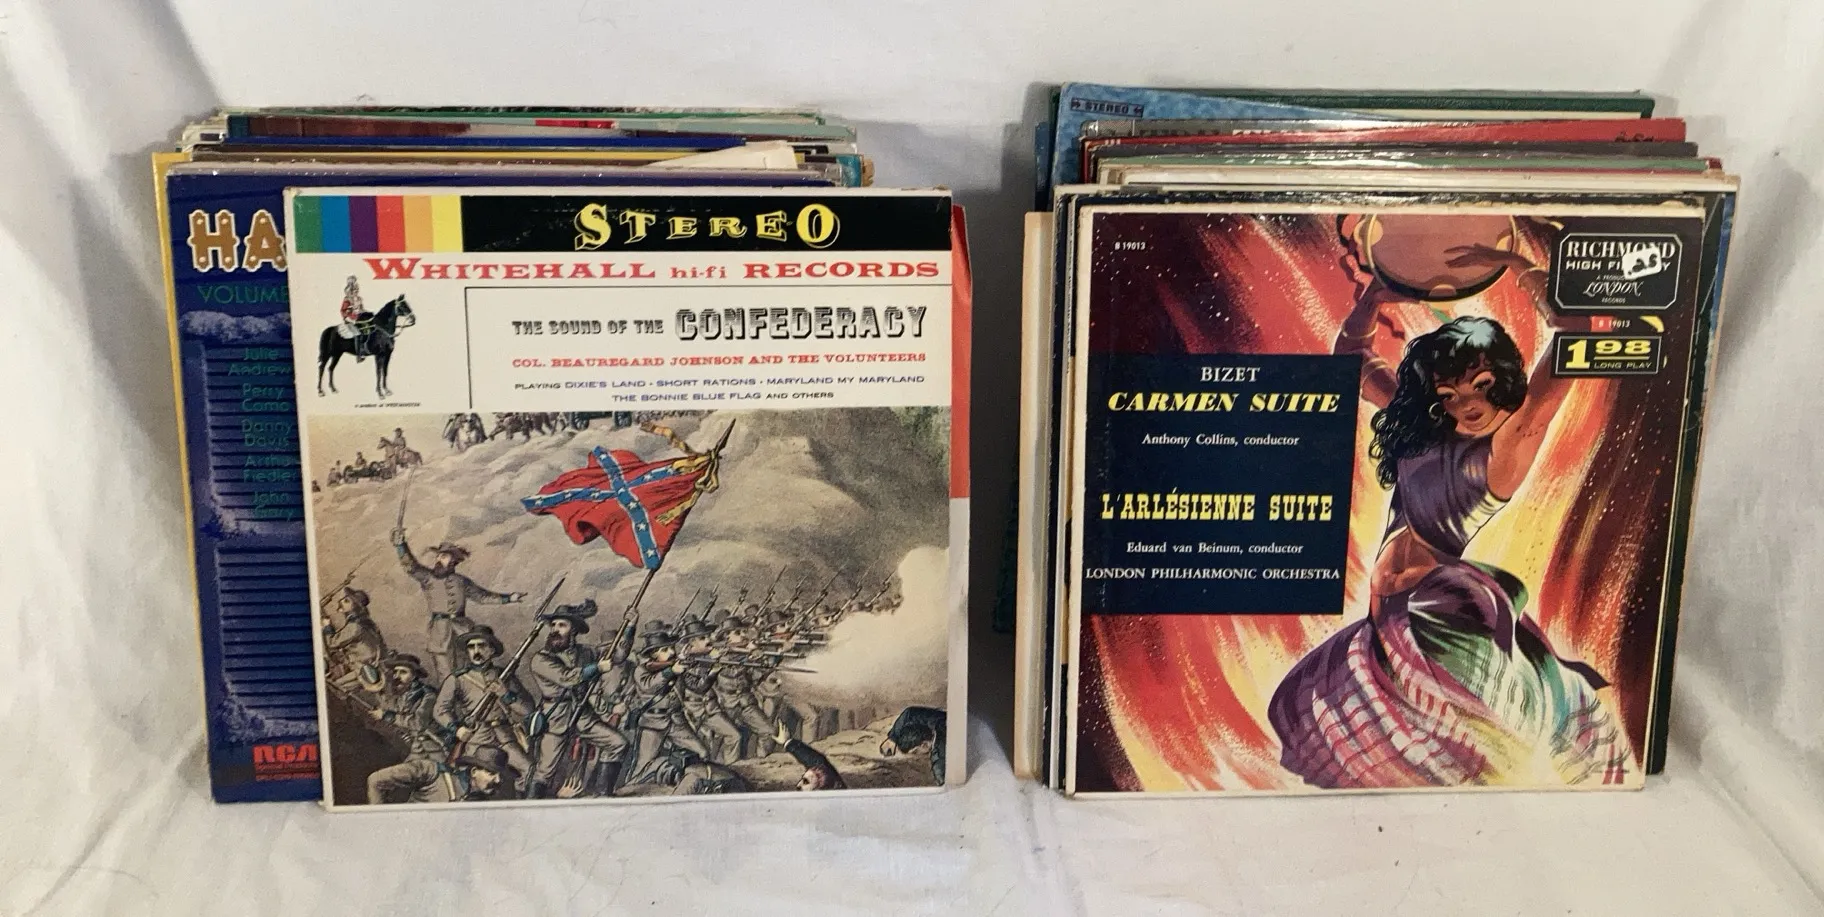 HA
VOLUME
Julie
Andrew
Perry
Como
Danny
Davis
Arthu
Fiedle
John
Gary
RCA
STEREO
WHITEHALL hi-fi RECORDS
THE SOUND OF THE CONFEDERACY
COL. BEAUREGARD JOHNSON AND THE VOLUNTEERS
PLAYING DIXIE'S LAND · SHORT RATIONS · MARYLAND MY MARYLAND
THE BONNIE BLUE FLAG AND OTHERS
STEREO
R 19013
RICHMOND
HIGH FI Y
LONDON
RECORDS
R 19013
1 98
LONG PLAY
BIZET
CARMEN SUITE
Anthony Collins, conductor
L'ARLÉSIENNE SUITE
Eduard van Beinum, conductor
LONDON PHILHARMONIC ORCHESTRA